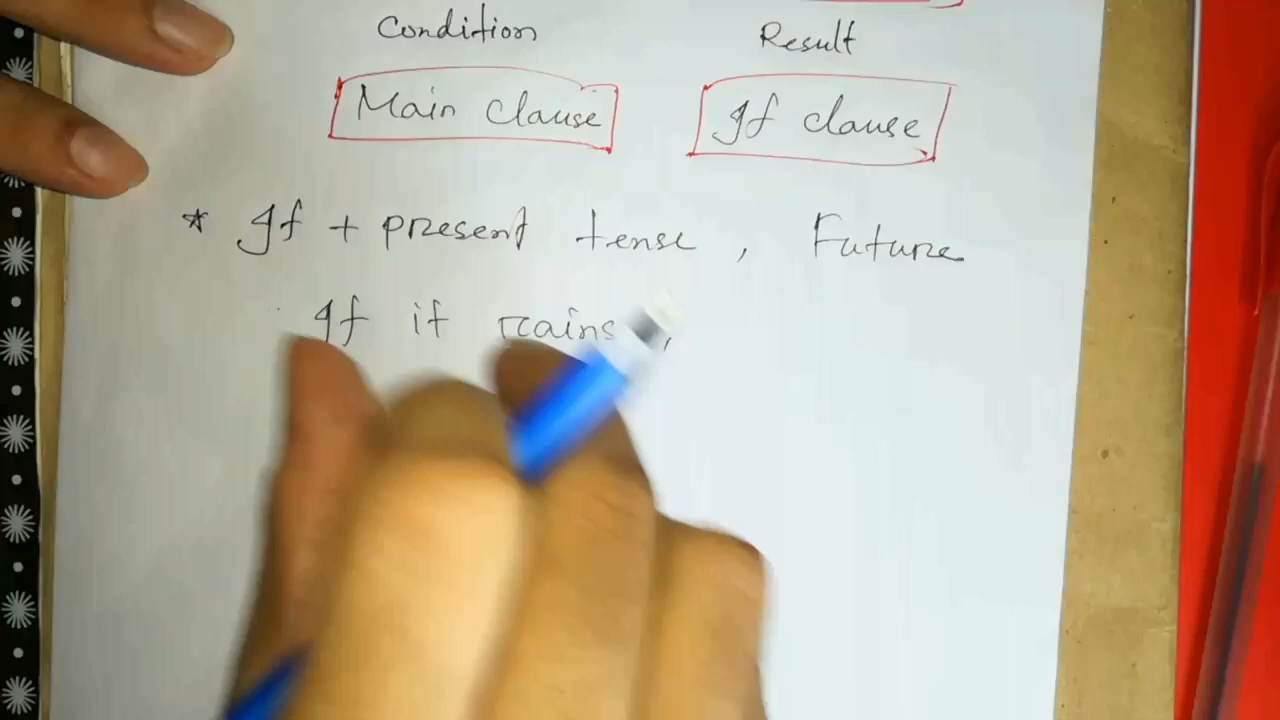 Condition Result
Main Clause If clause
* If + present tense, Future
If it rains,